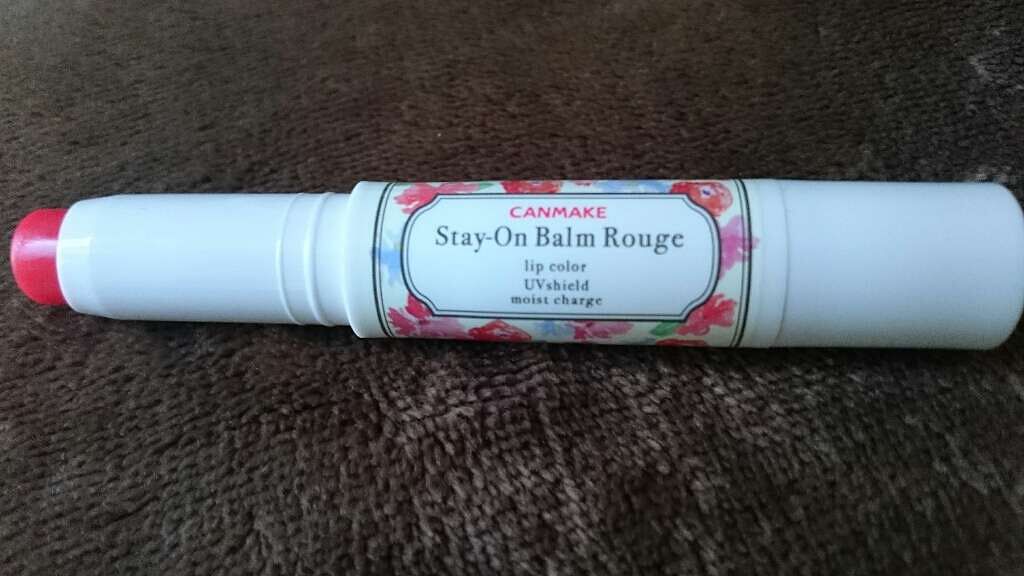 CANMAKE
Stay-On Balm Rouge
lip color
UVshield
moist charge